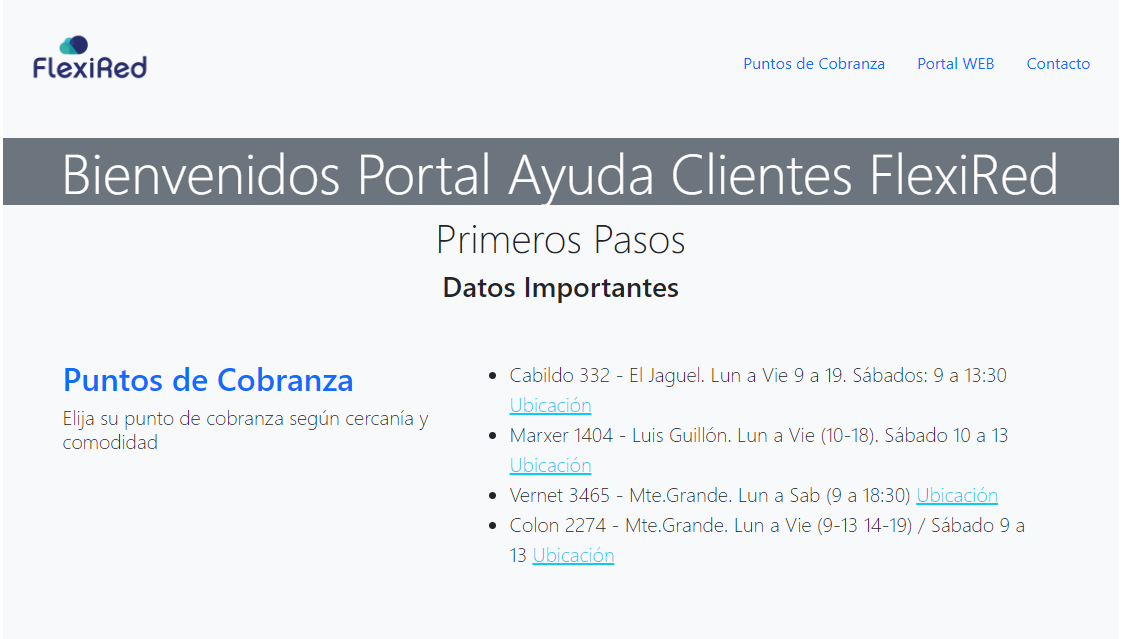 FlexiRed
Puntos de Cobranza Portal WEB Contacto
Bienvenidos Portal Ayuda Clientes FlexiRed
Primeros Pasos
Datos Importantes
Puntos de Cobranza
Elija su punto de cobranza según cercanía y
comodidad
• Cabildo 332 - El Jaguel. Lun a Vie 9 a 19. Sábados: 9 a 13:30
Ubicación
• Marxer 1404 - Luis Guillón. Lun a Vie (10-18). Sábado 10 a 13
Ubicación
• Vernet 3465 - Mte.Grande. Lun a Sab (9 a 18:30) Ubicación
• Colon 2274 - Mte.Grande. Lun a Vie (9-13 14-19) / Sábado 9 a
13 Ubicación